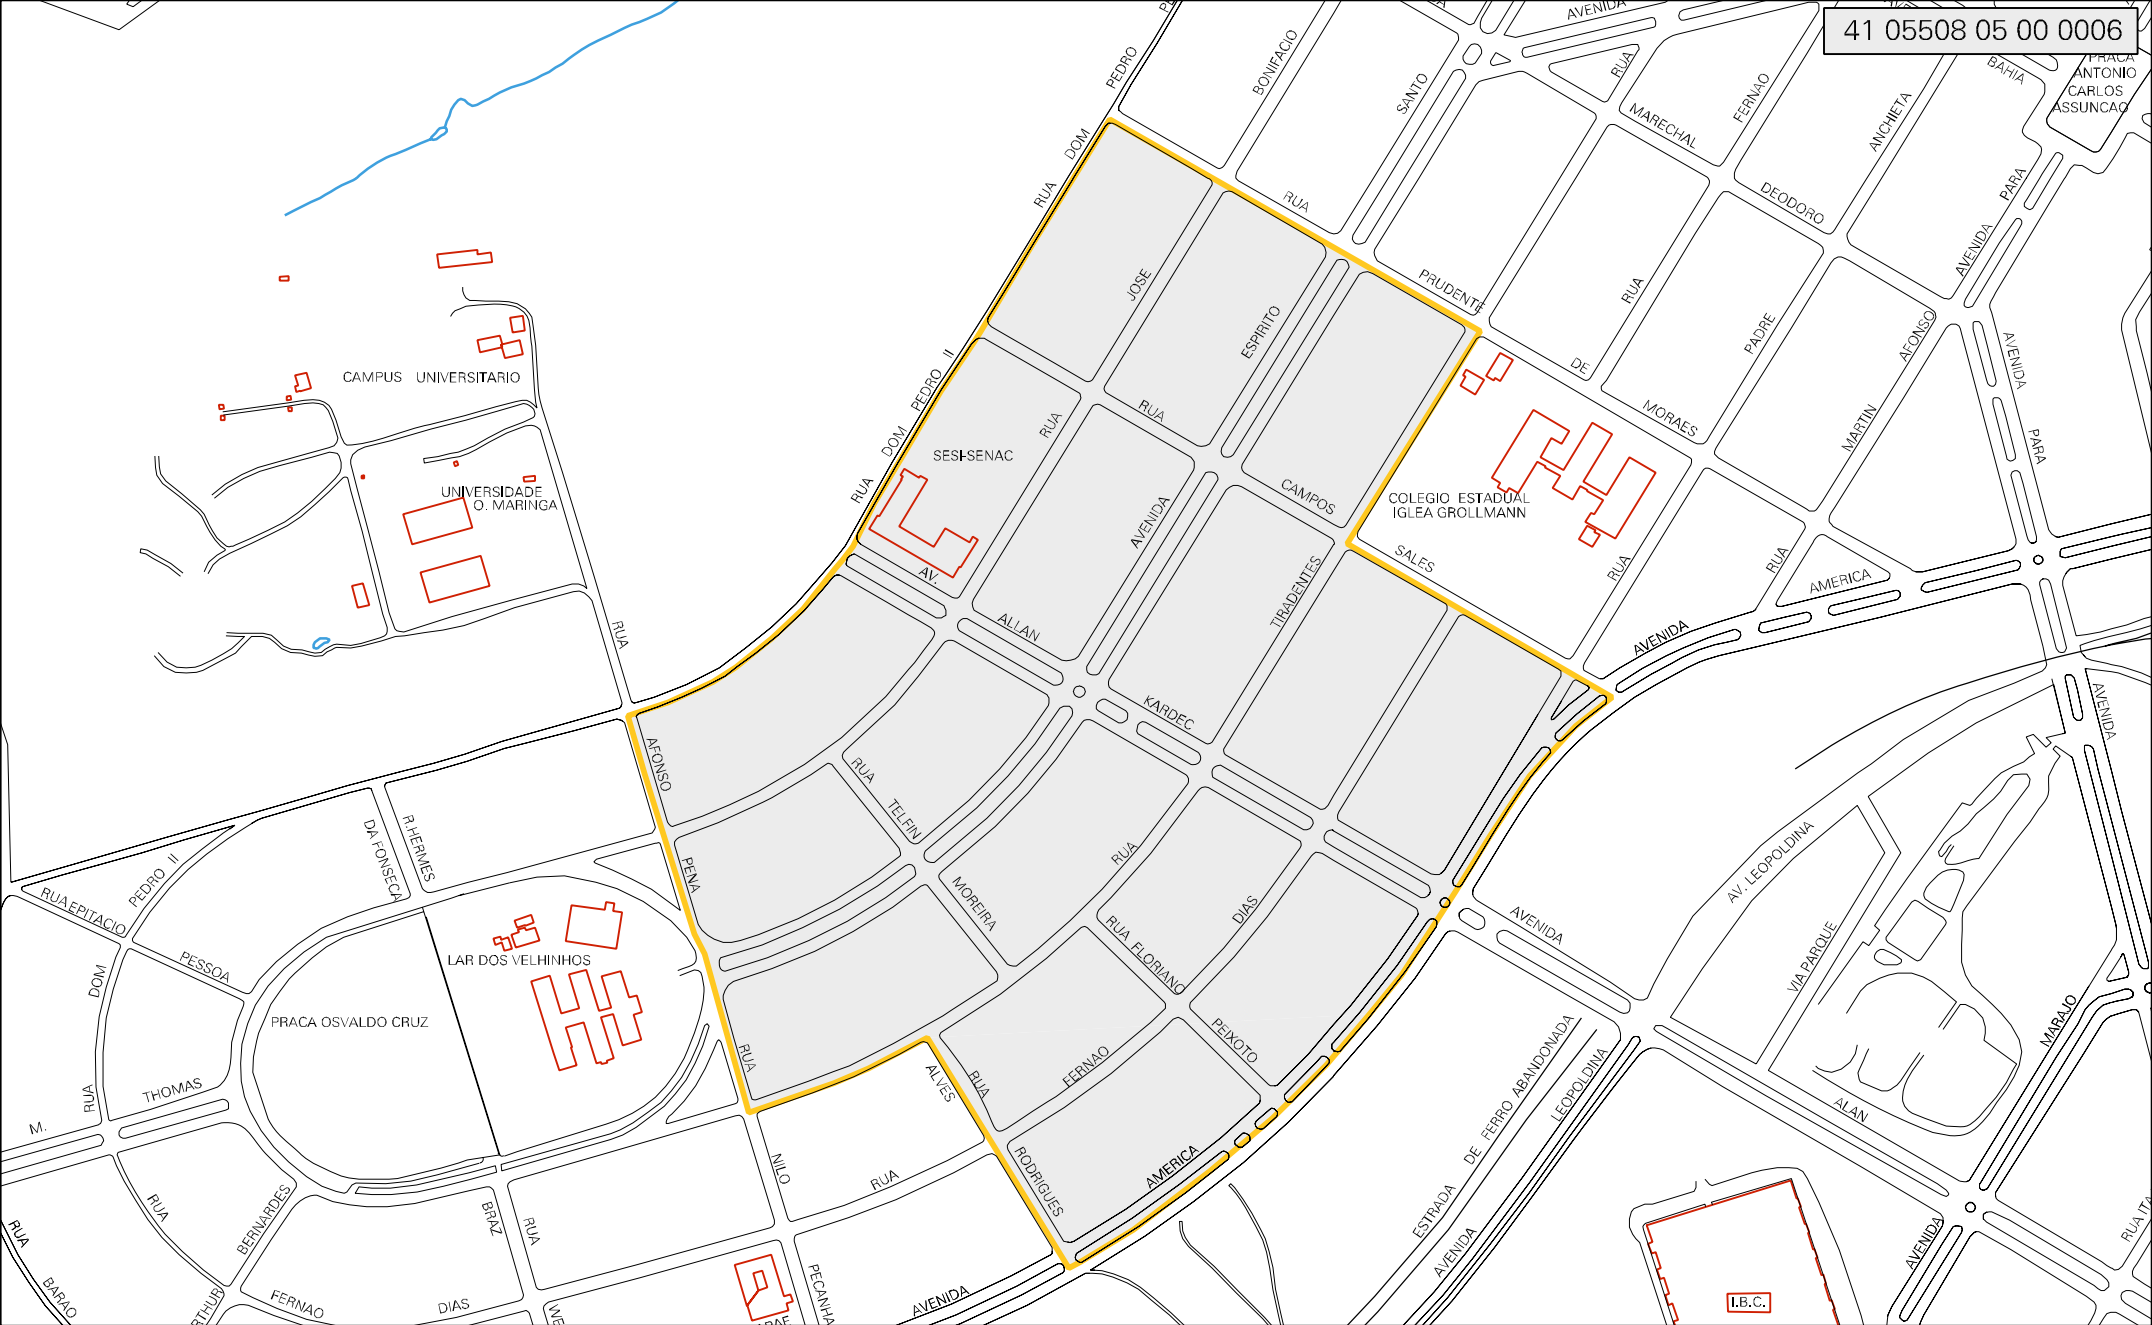 41 05508 05 00 0006
AVENIDA
BAHIA
PRACA
ANTONIO
CARLOS
ASSUNCAO
PEDRO
BONIFACIO
SANTO
RUA
FERNAO
MARECHAL
ANCHIETA
DOM
RUA
RUA
DEODORO
PARA
AVENIDA
JOSE
ESPIRITO
PRUDENTE
RUA
PADRE
AFONSO
AVENIDA
CAMPUS UNIVERSITARIO
PEDRO II
DE
MORAES
MARTIN
PARA
RUA
RUA
DOM
SESI-SENAC
UNIVERSIDADE
O. MARINGA
RUA
CAMPOS
COLEGIO ESTADUAL
IGLEA GROLLMANN
AVENIDA
SALES
RUA
RUA
AMERICA
AV.
ALLAN
TIRADENTES
RUA
AVENIDA
KARDEC
AVENIDA
AFONSO
RUA
TELFIN
DA FONSECA
R.HERMES
PENA
RUA
MOREIRA
AV. LEOPOLDINA
RUA EPITACIO
PEDRO II
DIAS
RUA FLORIANO
AVENIDA
VIA PARQUE
PESSOA
LAR DOS VELHINHOS
DOM
PRACA OSVALDO CRUZ
RUA
PEIXOTO
FERNAO
MARAJO
ESTRADA DE FERRO ABANDONADA
LEOPOLDINA
RUA
THOMAS
ALVES
RUA
ALAN
M.
NILO
RUA
RODRIGUES
AMERICA
RUA
BERNARDES
BRAZ
RUA
AVENIDA
AVENIDA
RUA
BARAO
FERNAO
DIAS
PECANHA
AVENIDA
I.B.C.